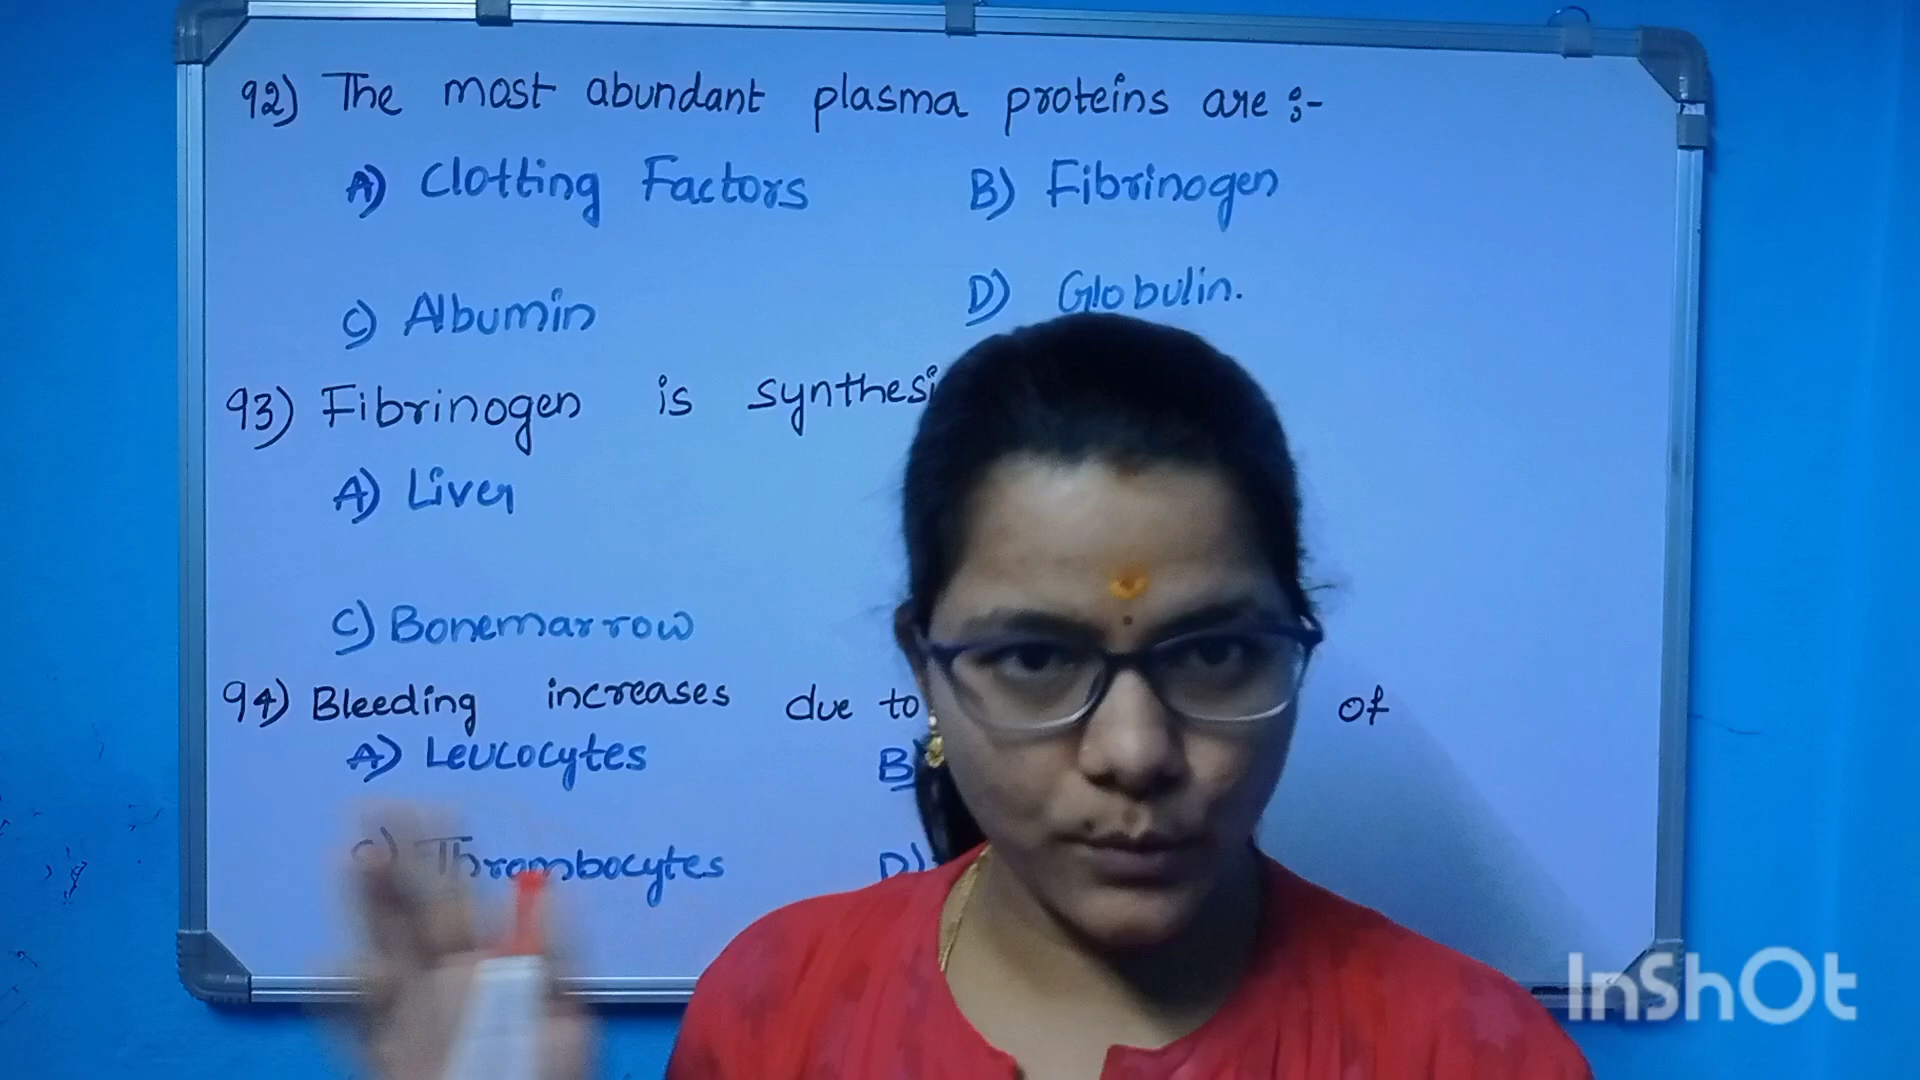 92) The most abundant plasma proteins are :-
A) Clotting Factors B) Fibrinogen
C) Albumin D) Globulin.
93) Fibrinogen is
A) Liver
C) Bonemarrow
94) Bleeding increases due to of
A) Leucocytes B)
C) Thrombocytes D)
InShOt